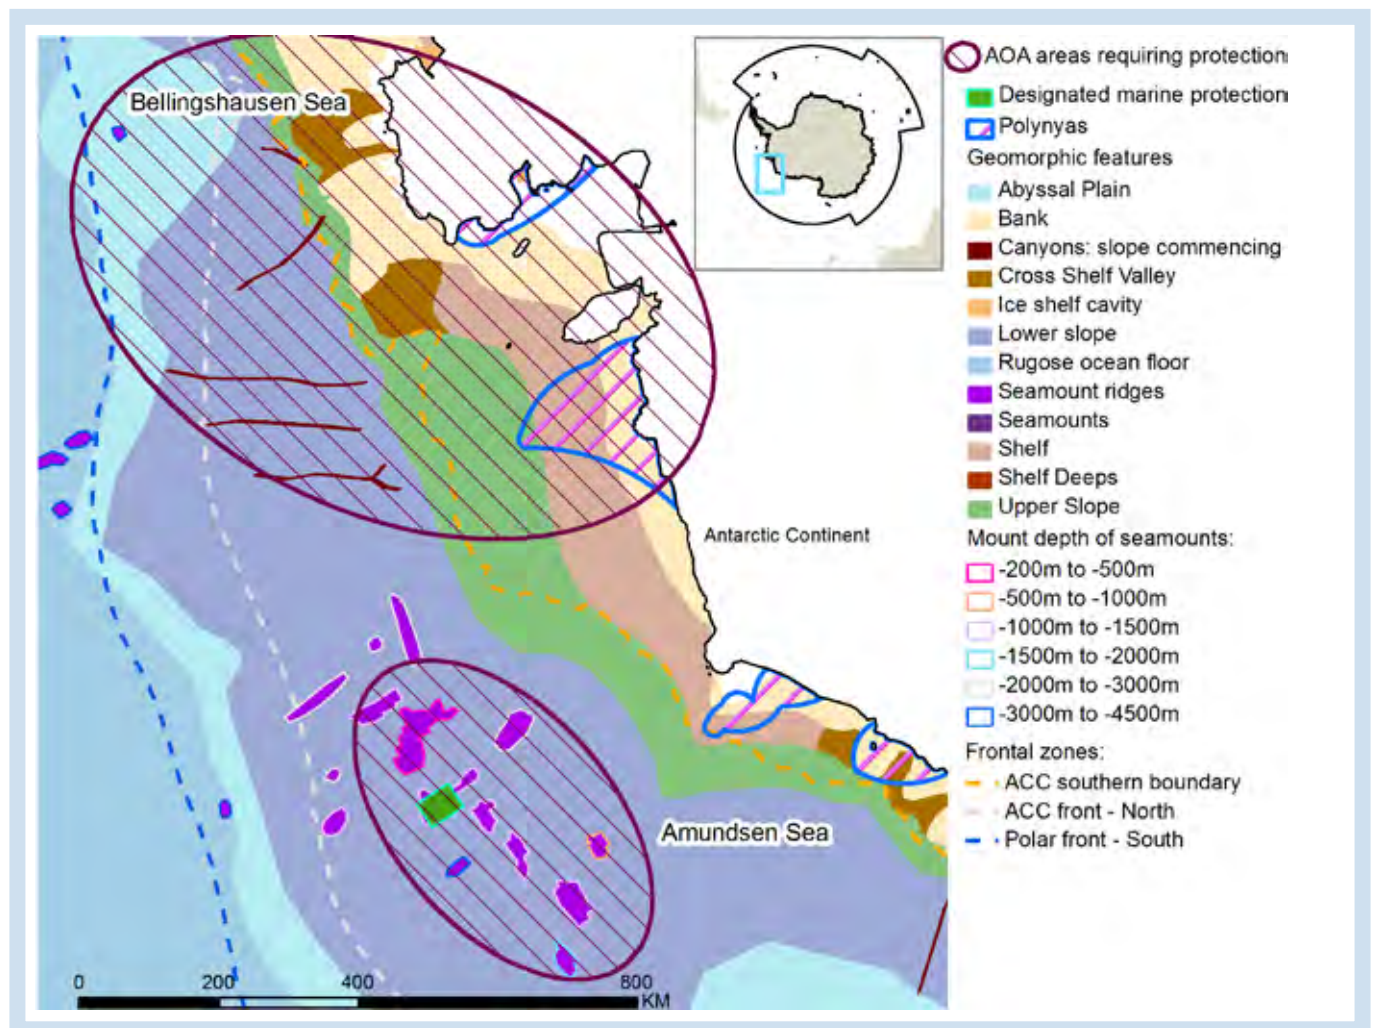 Bellingshausen Sea
Antarctic Continent
Amundsen Sea
0 200 400 800
KM
AOA areas requiring protection
Designated marine protection
Polynyas
Geomorphic features
Abyssal Plain
Bank
Canyons: slope commencing
Cross Shelf Valley
Ice shelf cavity
Lower slope
Rugose ocean floor
Seamount ridges
Seamounts
Shelf
Shelf Deeps
Upper Slope
Mount depth of seamounts:
-200m to -500m
-500m to -1000m
-1000m to -1500m
-1500m to -2000m
-2000m to -3000m
-3000m to -4500m
Frontal zones:
ACC southern boundary
ACC front - North
Polar front - South